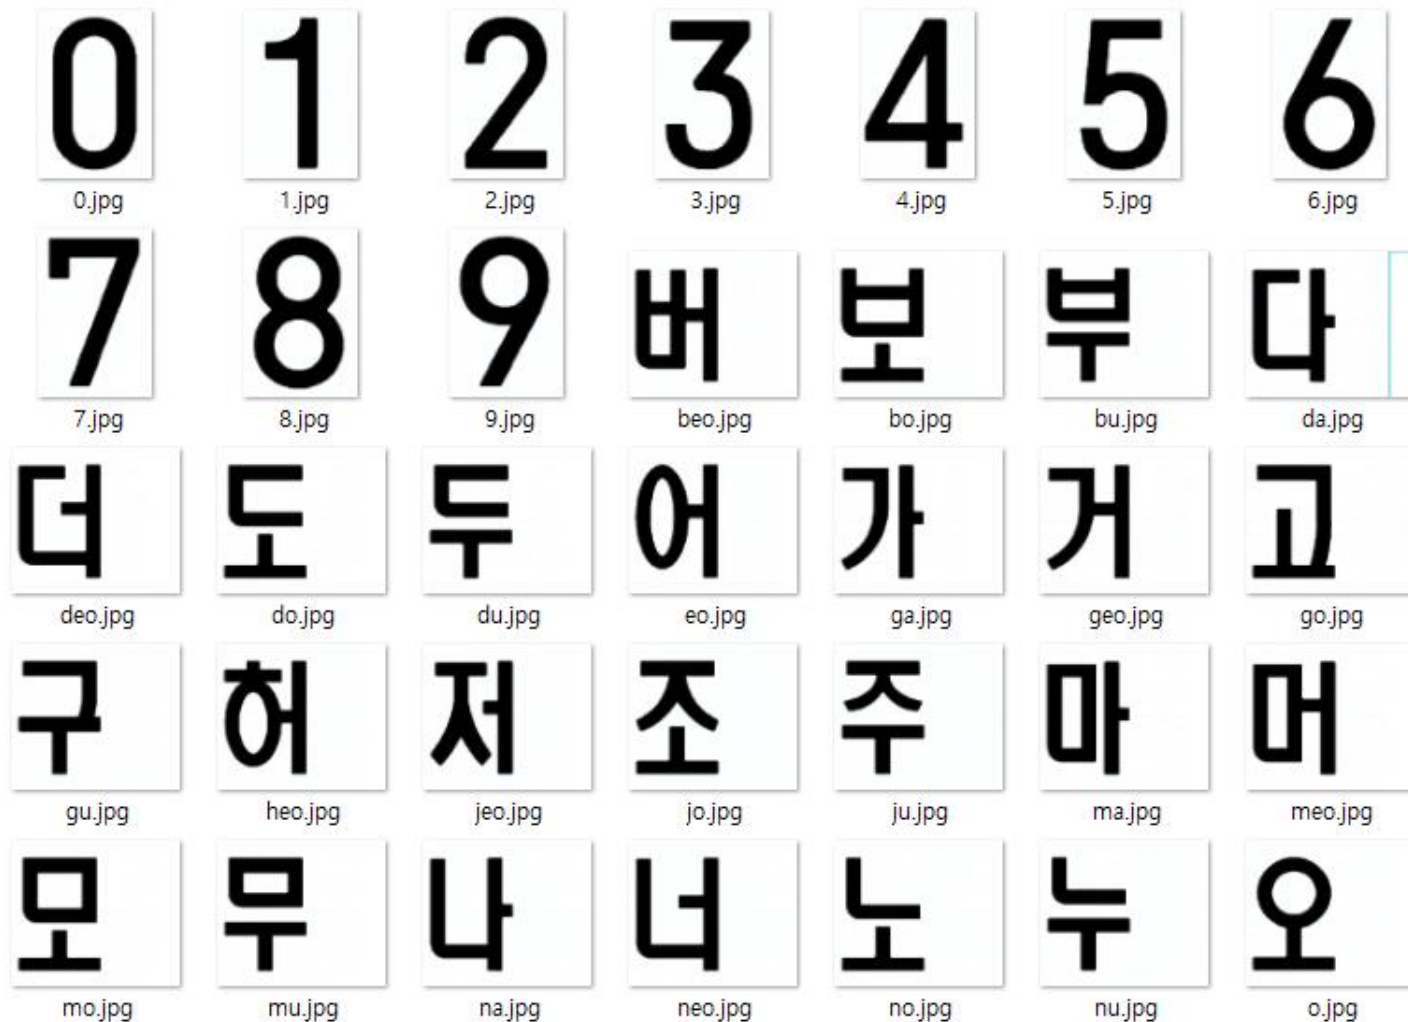 0 1 2 3 4 5 6
0.jpg 1.jpg 2.jpg 3.jpg 4.jpg 5.jpg 6.jpg
7 8 9 버 보 부 다
7.jpg 8.jpg 9.jpg beo.jpg bo.jpg bu.jpg da.jpg
더 도 두 어 가 거 고
deo.jpg do.jpg du.jpg eo.jpg ga.jpg geo.jpg go.jpg
구 허 저 조 주 마 머
gu.jpg heo.jpg jeo.jpg jo.jpg ju.jpg ma.jpg meo.jpg
모 무 나 너 노 누 오
mo.jpg mu.jpg na.jpg neo.jpg no.jpg nu.jpg o.jpg